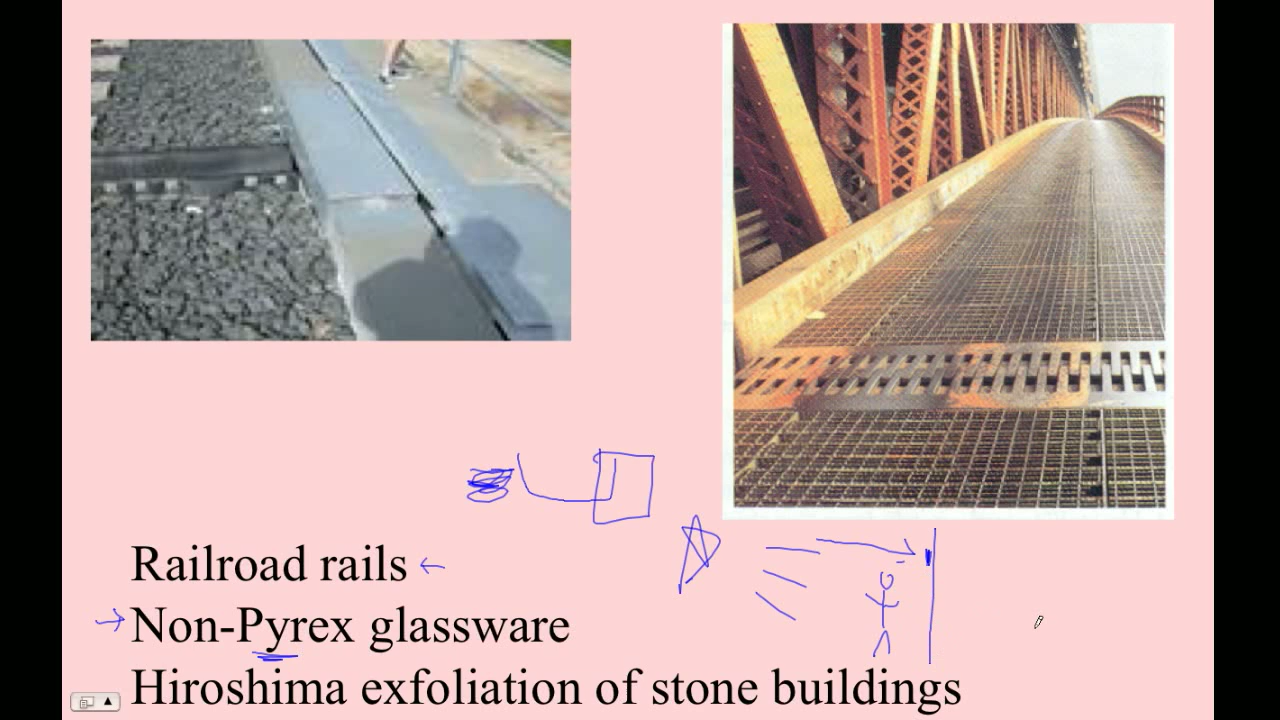 Railroad rails
Non-Pyrex glassware
Hiroshima exfoliation of stone buildings